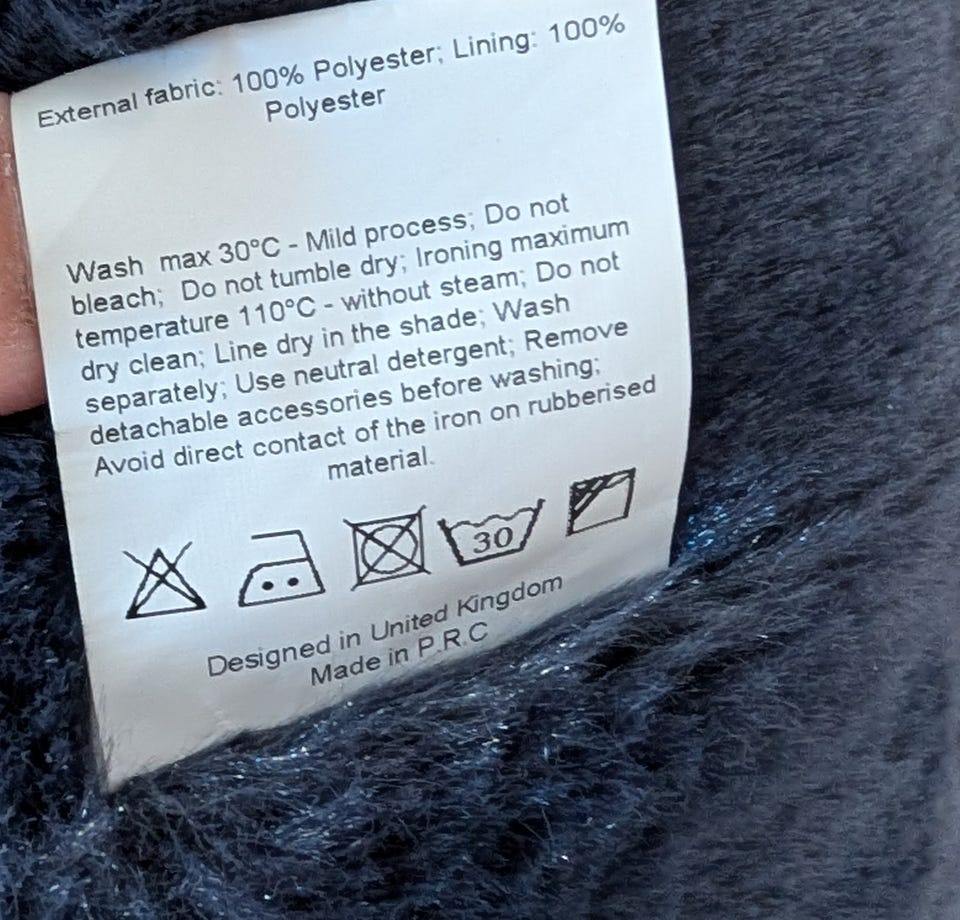 External fabric: 100% Polyester; Lining: 100%
Polyester
Wash max 30°C - Mild process; Do not
bleach; Do not tumble dry; Ironing maximum
temperature 110°C - without steam; Do not
dry clean; Line dry in the shade; Wash
separately; Use neutral detergent; Remove
detachable accessories before washing;
Avoid direct contact of the iron on rubberised
material.
30
Designed in United Kingdom
Made in P.R.C